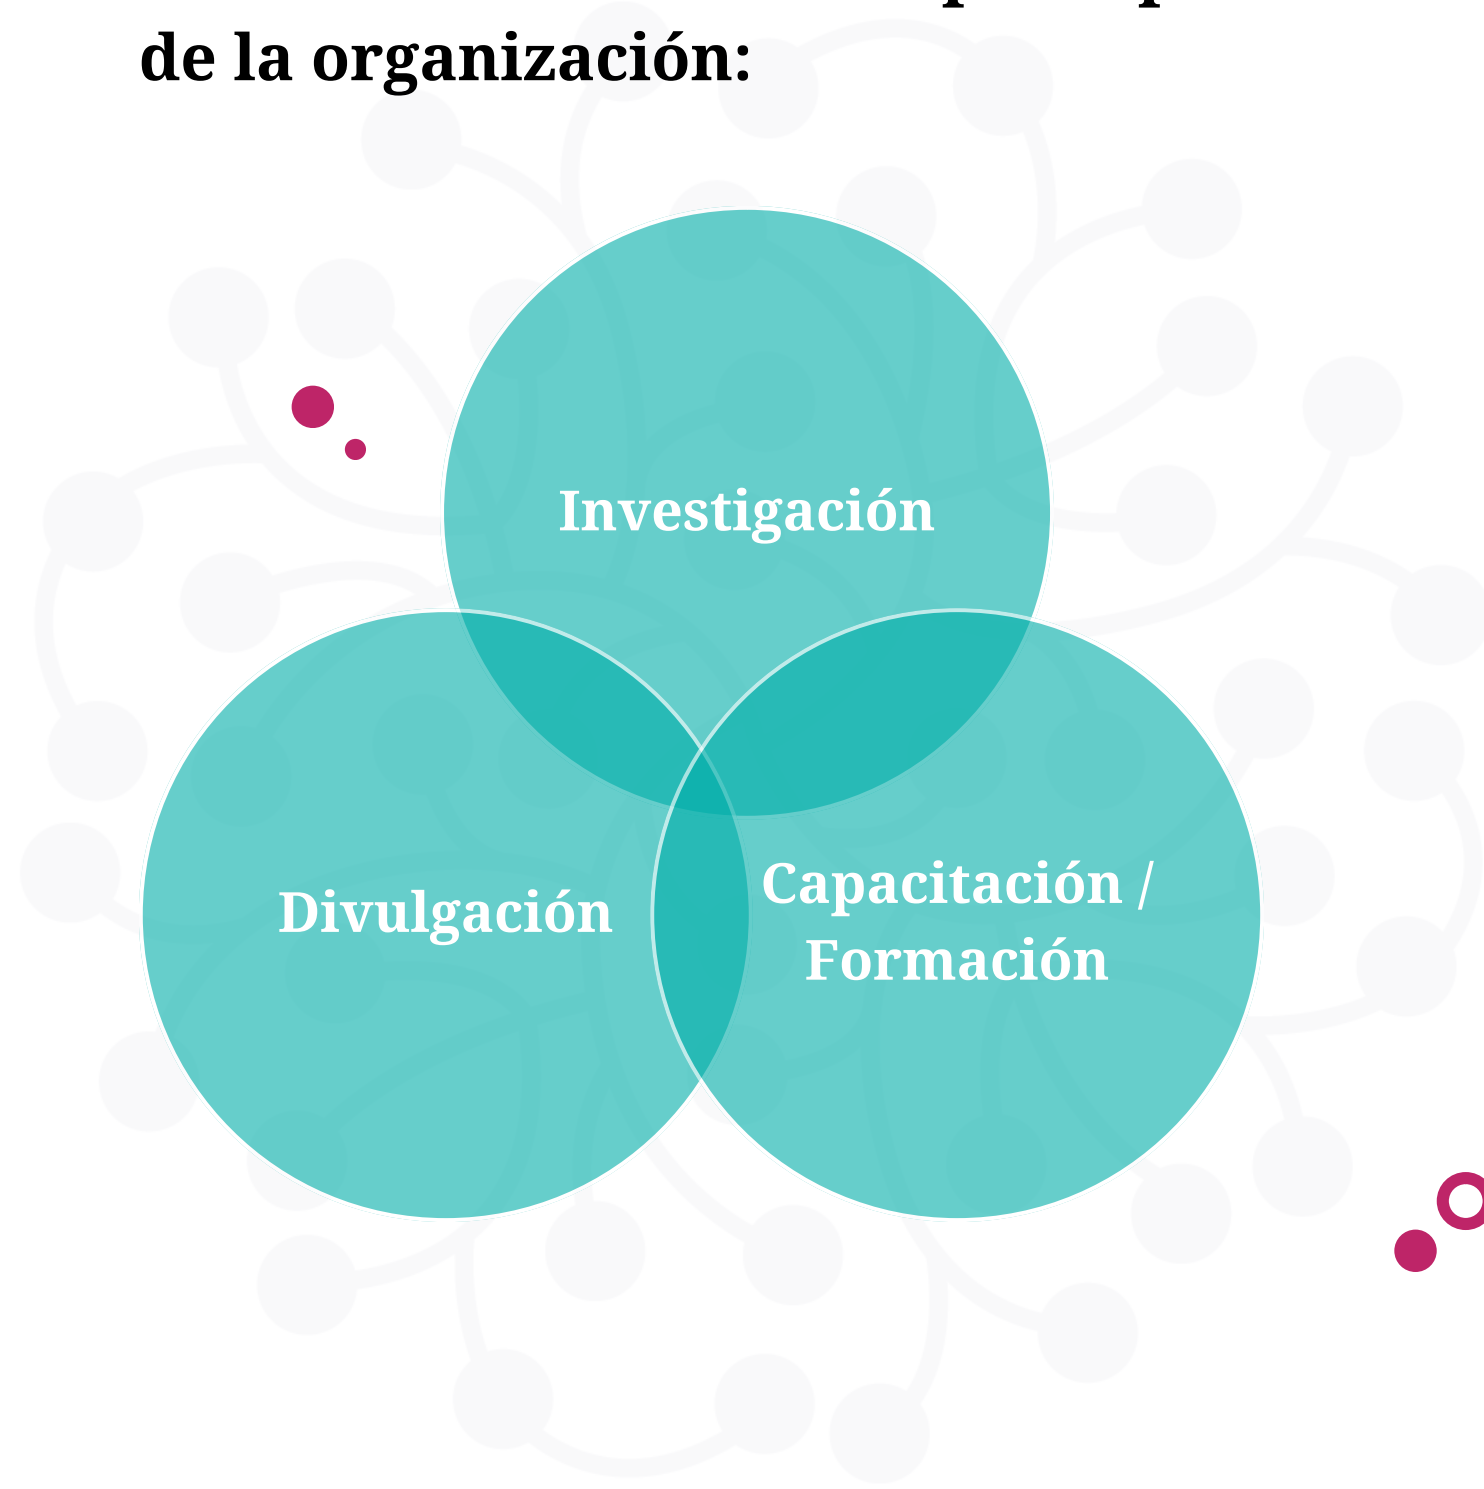 de la organización:
Investigación
Divulgación
Capacitación /
Formación